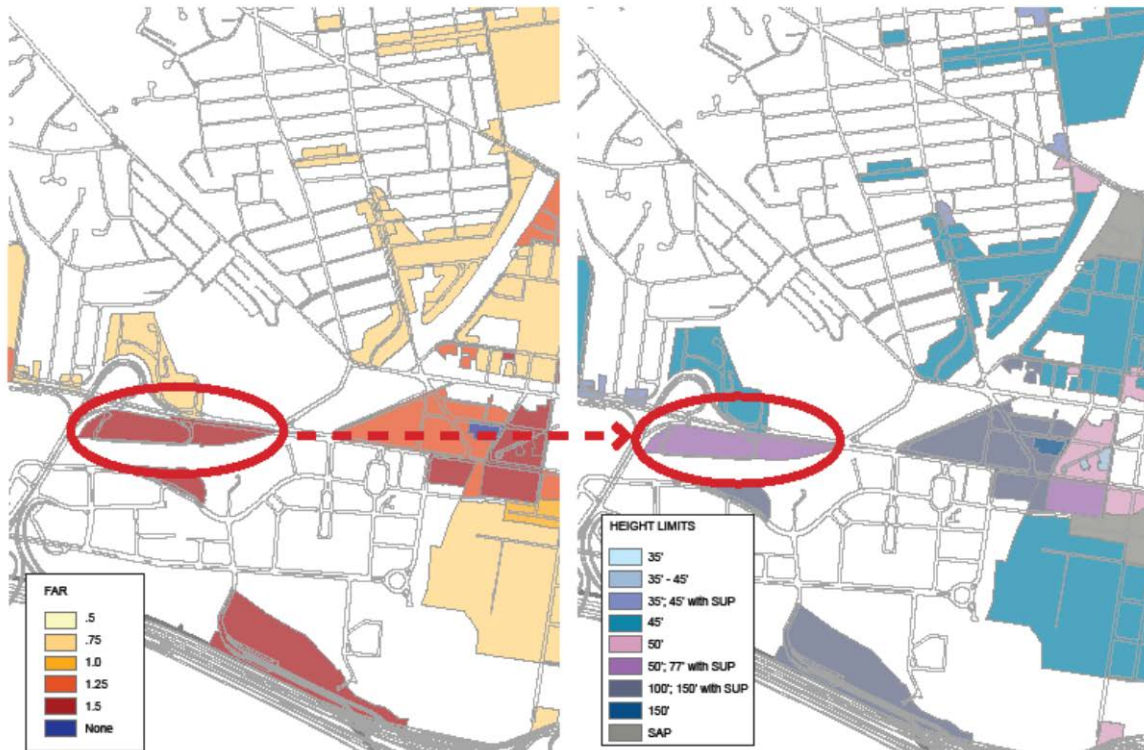 FAR
.5
.75
1.0
1.25
1.5
None
HEIGHT LIMITS
35'
35' - 45'
35'; 45' with SUP
45'
50'
50'; 77' with SUP
100'; 150' with SUP
150'
SAP